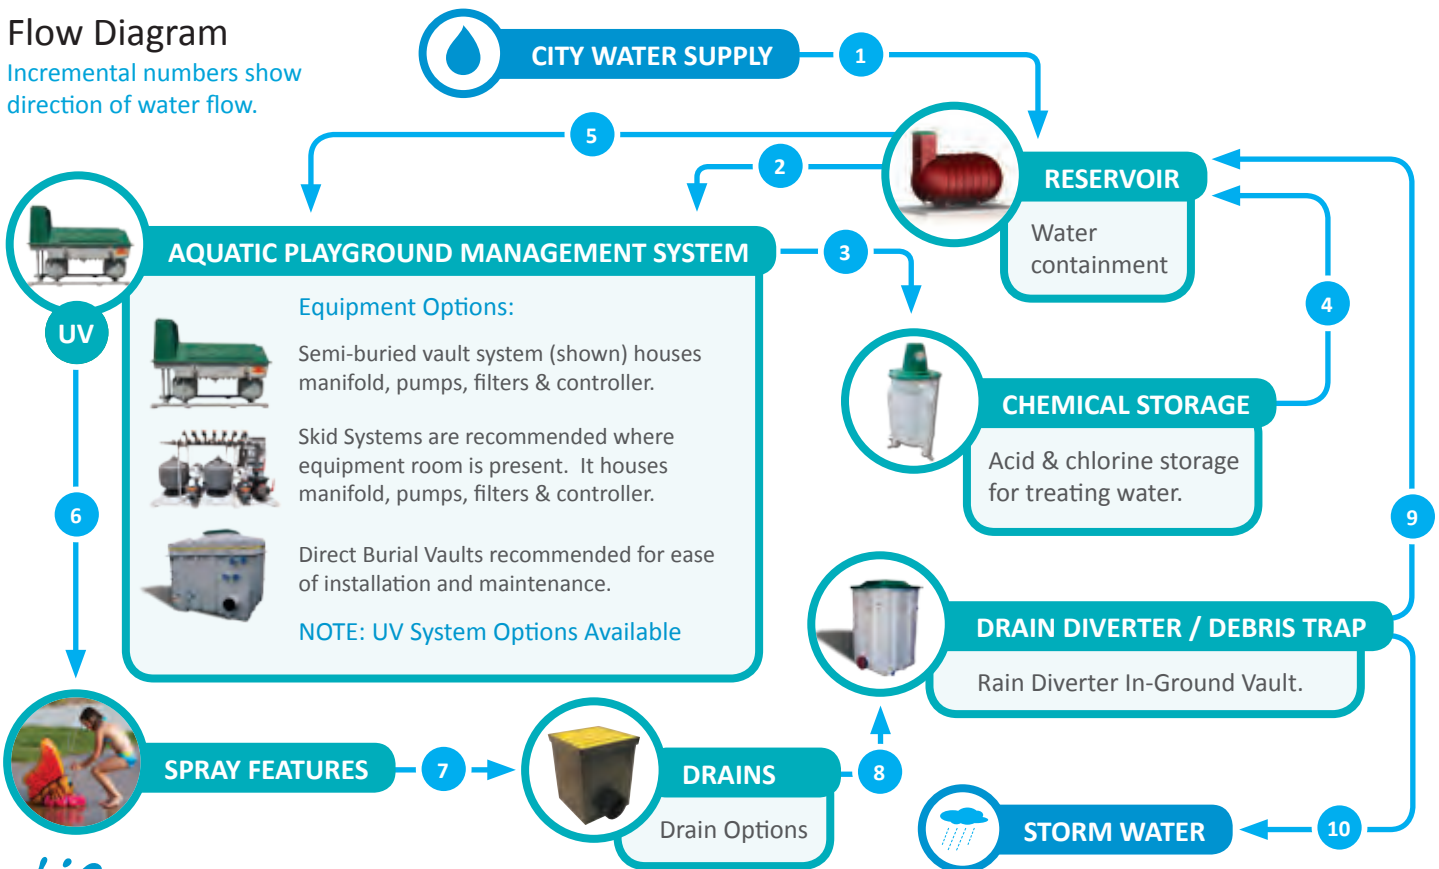 Flow Diagram
Incremental numbers show
direction of water flow.
CITY WATER SUPPLY
1
5
2
RESERVOIR
Water
containment
AQUATIC PLAYGROUND MANAGEMENT SYSTEM
3
4
UV
Equipment Options:
Semi-buried vault system (shown) houses
manifold, pumps, filters & controller.
Skid Systems are recommended where
equipment room is present.  It houses
manifold, pumps, filters & controller.
Direct Burial Vaults recommended for ease
of installation and maintenance.
NOTE: UV System Options Available
CHEMICAL STORAGE
Acid & chlorine storage
for treating water.
6
9
DRAIN DIVERTER / DEBRIS TRAP
Rain Diverter In-Ground Vault.
SPRAY FEATURES
7
DRAINS
Drain Options
8
STORM WATER
10